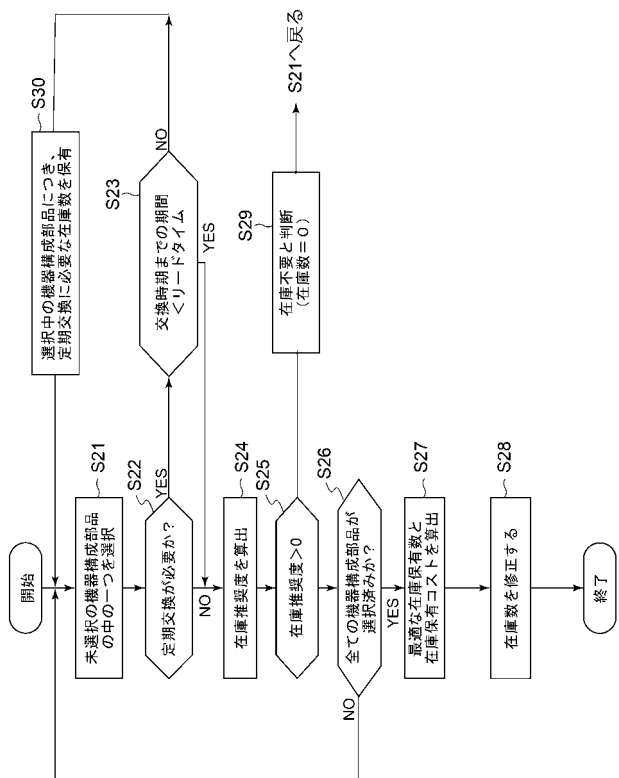 開始
S21
未選択の機器構成部品
の中の一つを選択
S22
定期交換が必要か?
YES
NO
S23
交換時期までの期間
<リードタイム
NO
YES
S30
選択中の機器構成部品につき、
定期交換に必要な在庫数を保有
S24
在庫推奨度を算出
S25
在庫推奨度>0
S29
在庫不要と判断
(在庫数=0)
S21へ戻る
S26
全ての機器構成部品が
選択済みか?
NO
YES
S27
最適な在庫保有数と
在庫保有コストを算出
S28
在庫数を修正する
終了